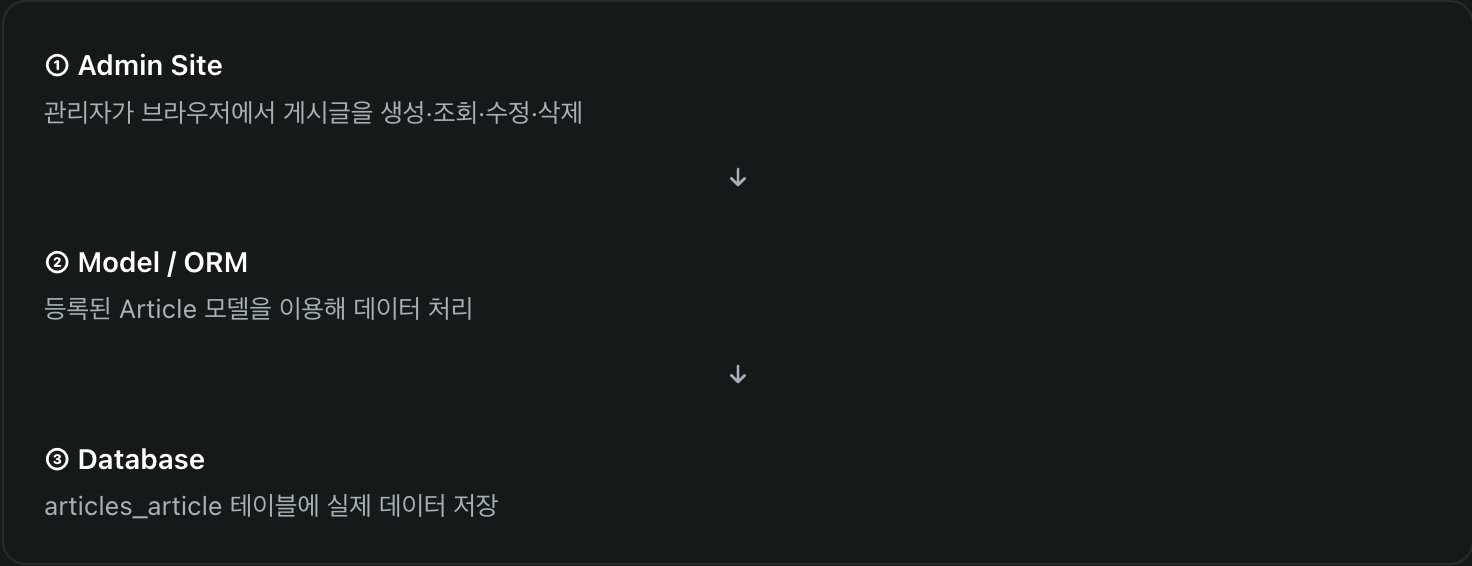 ① Admin Site
관리자가 브라우저에서 게시글을 생성·조회·수정·삭제
↓
② Model / ORM
등록된 Article 모델을 이용해 데이터 처리
↓
③ Database
articles_article 테이블에 실제 데이터 저장